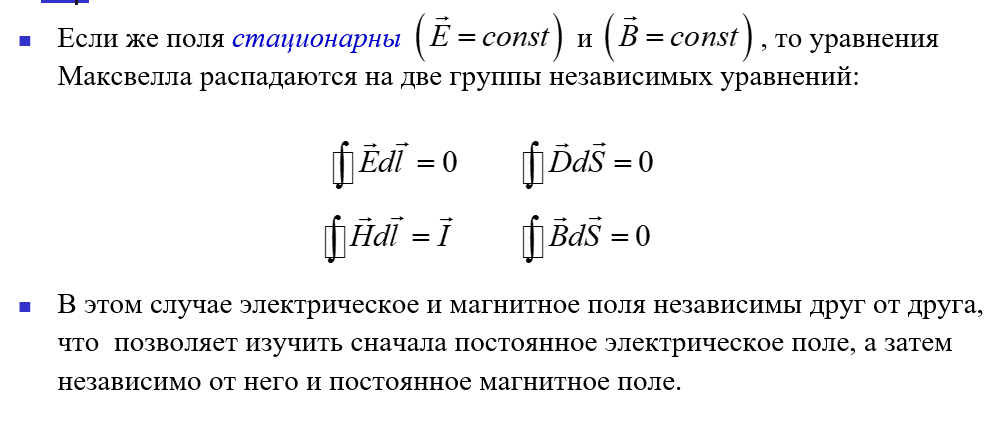 Если же поля стационарны (E⃗ = const) и (B⃗ = const), то уравнения
Максвелла распадаются на две группы независимых уравнений:
∮E⃗dl⃗ = 0 ∮D⃗dS⃗ = 0
∮H⃗dl⃗ = I⃗ ∮B⃗dS⃗ = 0
В этом случае электрическое и магнитное поля независимы друг от друга,
что позволяет изучить сначала постоянное электрическое поле, а затем
независимо от него и постоянное магнитное поле.